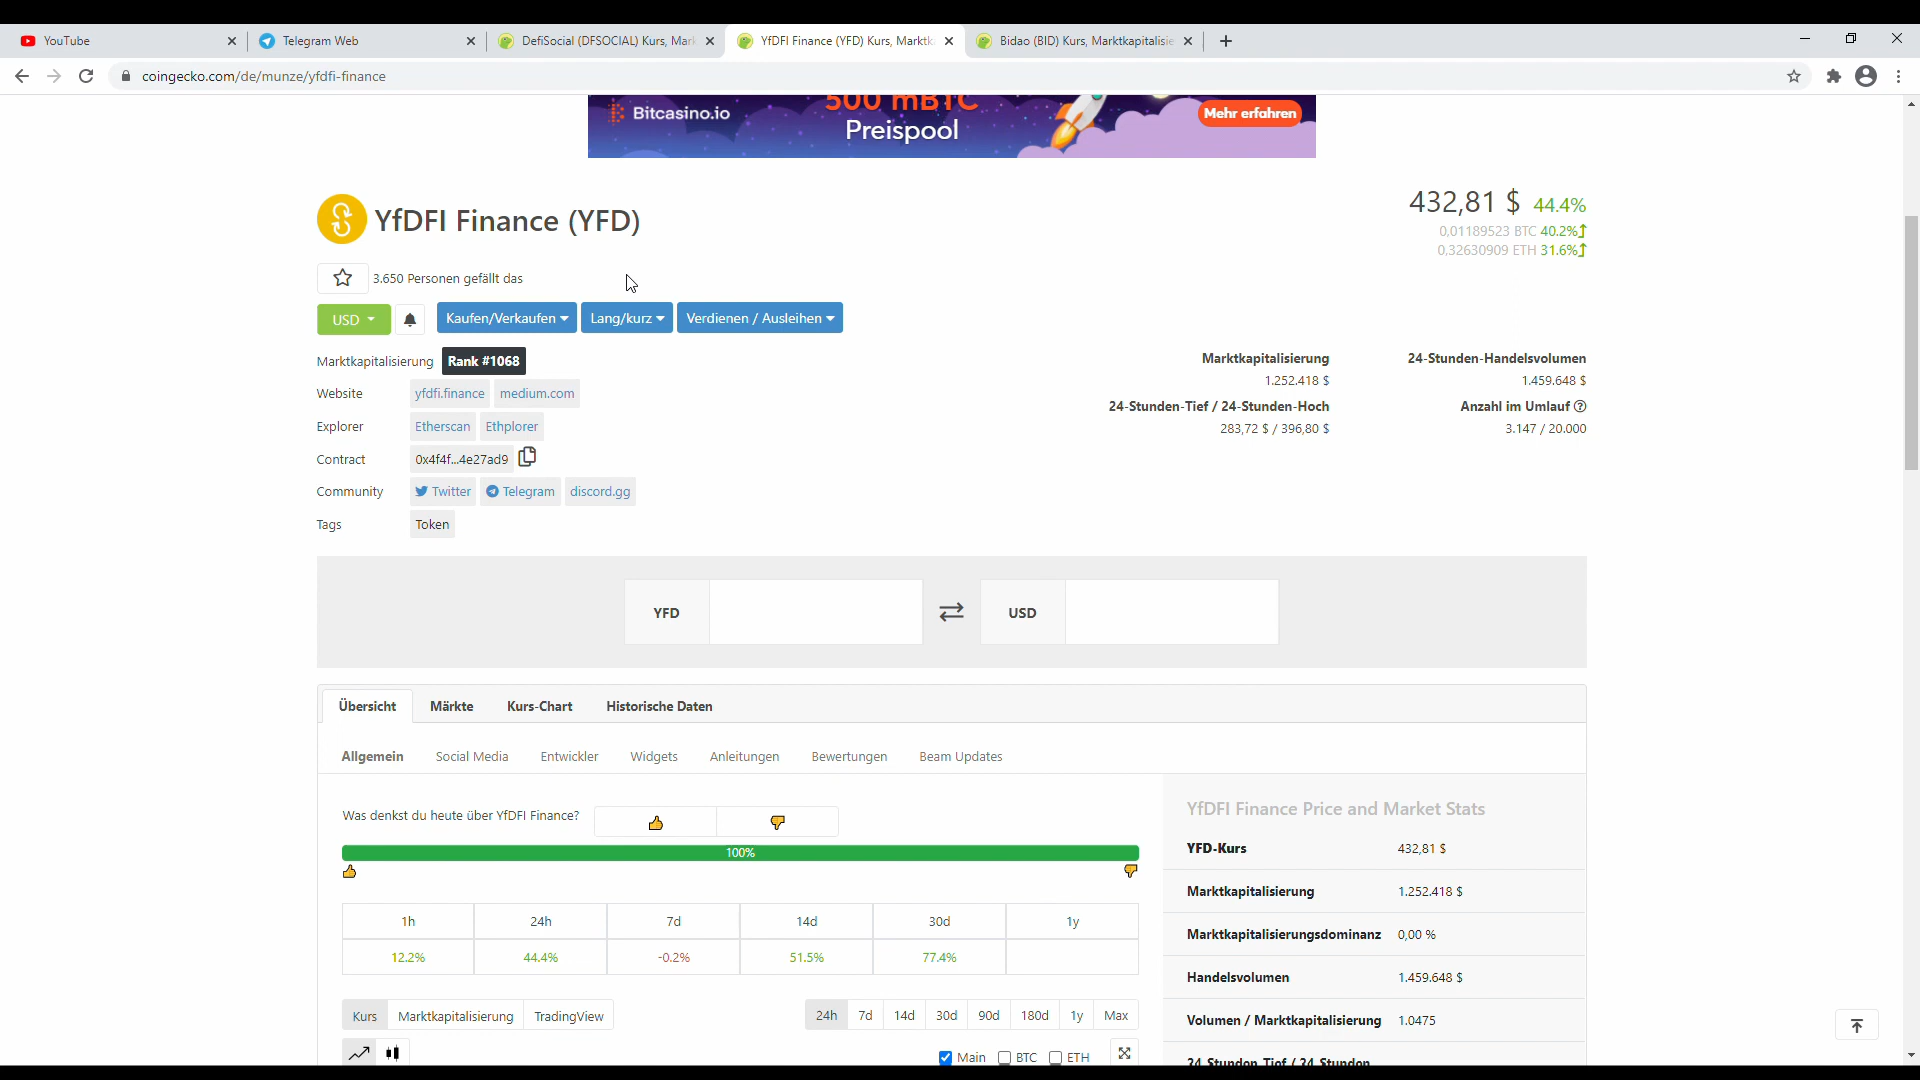 YouTube
Telegram Web
DefiSocial (DFSOCIAL) Kurs, Mark
YfDFI Finance (YFD) Kurs, Marktk
Bidao (BID) Kurs, Marktkapitalisie
coingecko.com/de/munze/yfdfi-finance
Bitcasino.io
500 mBTC
Preispool
Mehr erfahren
YfDFI Finance (YFD)
432,81 $ 44.4%
0,01189523 BTC 40.2%
0,32630909 ETH 31.6%
3.650 Personen gefällt das
USD
Kaufen/Verkaufen
Lang/kurz
Verdienen / Ausleihen
Marktkapitalisierung Rank #1068
Website yfdfi.finance medium.com
Explorer Etherscan Ethplorer
Contract 0x4f4f...4e27ad9
Community Twitter Telegram discord.gg
Tags Token
Marktkapitalisierung
1.252.418 $
24-Stunden-Handelsvolumen
1.459.648 $
24-Stunden-Tief / 24-Stunden-Hoch
283,72 $ / 396,80 $
Anzahl im Umlauf ?
3.147 / 20.000
YFD
USD
Übersicht Märkte Kurs-Chart Historische Daten
Allgemein Social Media Entwickler Widgets Anleitungen Bewertungen Beam Updates
Was denkst du heute über YfDFI Finance?
100%
1h 24h 7d 14d 30d 1y
12.2% 44.4% -0.2% 51.5% 77.4%
Kurs Marktkapitalisierung TradingView
24h 7d 14d 30d 90d 180d 1y Max
Main BTC ETH
YfDFI Finance Price and Market Stats
YFD-Kurs 432,81 $
Marktkapitalisierung 1.252.418 $
Marktkapitalisierungsdominanz 0,00 %
Handelsvolumen 1.459.648 $
Volumen / Marktkapitalisierung 1.0475
24-Stunden-Tief / 24-Stunden